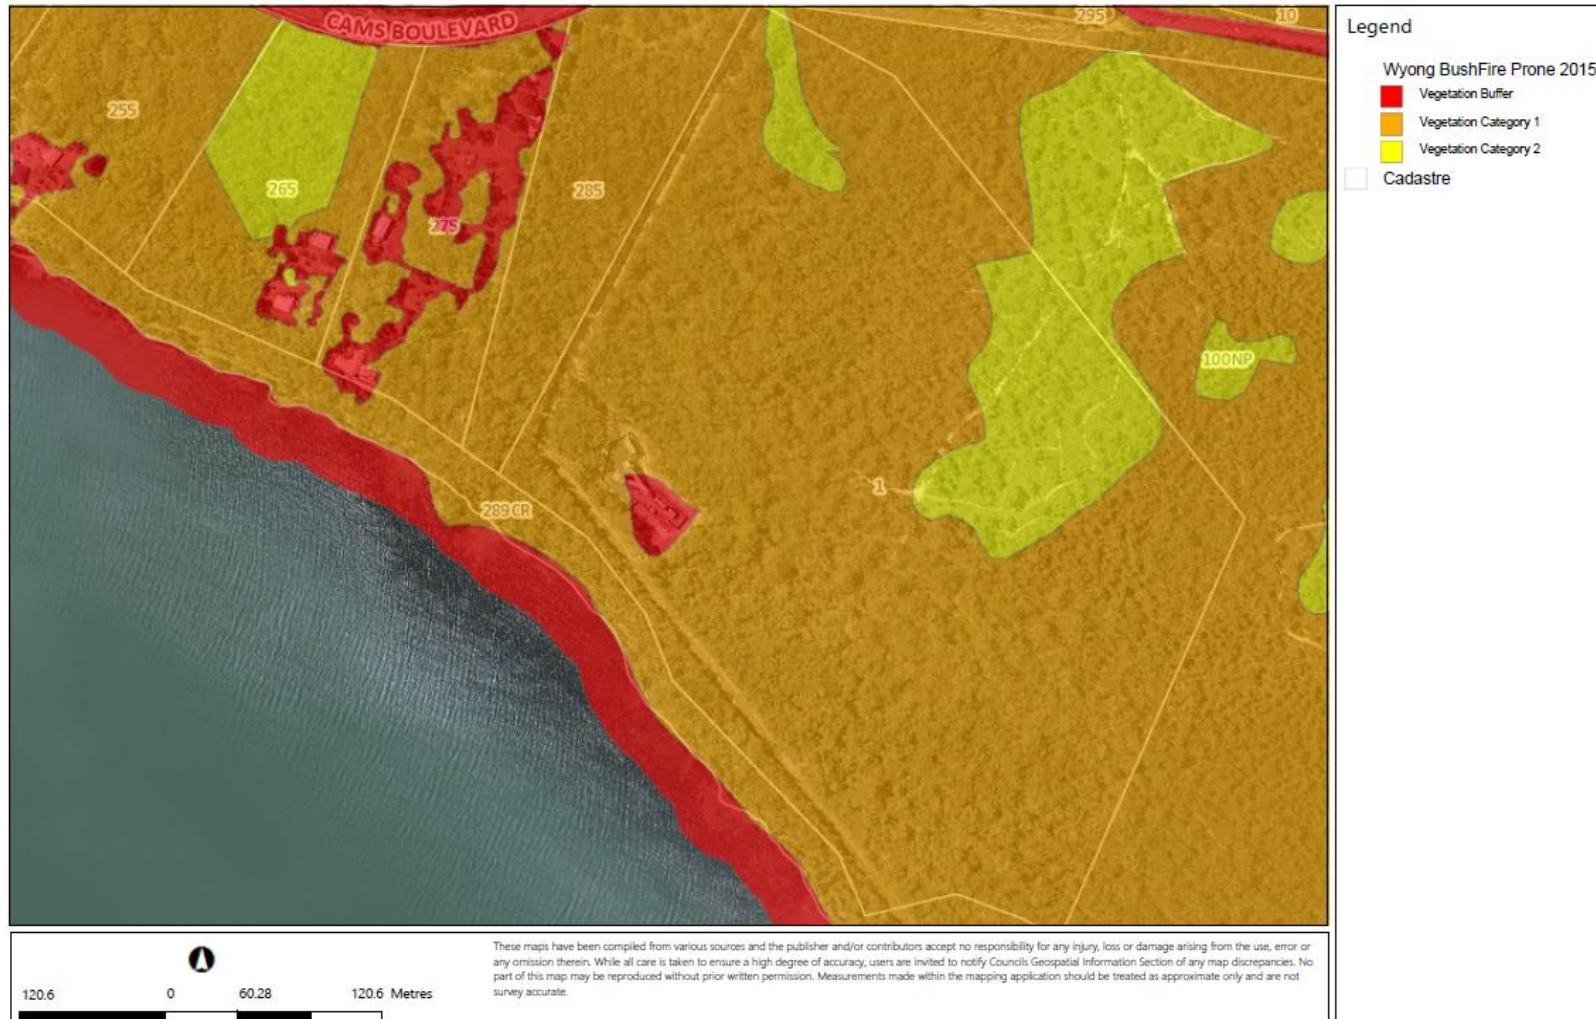 CAMS BOULEVARD
295
10
255
265
275
285
100NP
1
289 CR
Legend
Wyong BushFire Prone 2015
Vegetation Buffer
Vegetation Category 1
Vegetation Category 2
Cadastre
120.6
0
60.28
120.6 Metres
These maps have been compiled from various sources and the publisher and/or contributors accept no responsibility for any injury, loss or damage arising from the use, error or
any omission therein. While all care is taken to ensure a high degree of accuracy, users are invited to notify Councils Geospatial Information Section of any map discrepancies. No
part of this map may be reproduced without prior written permission. Measurements made within the mapping application should be treated as approximate only and are not
survey accurate.